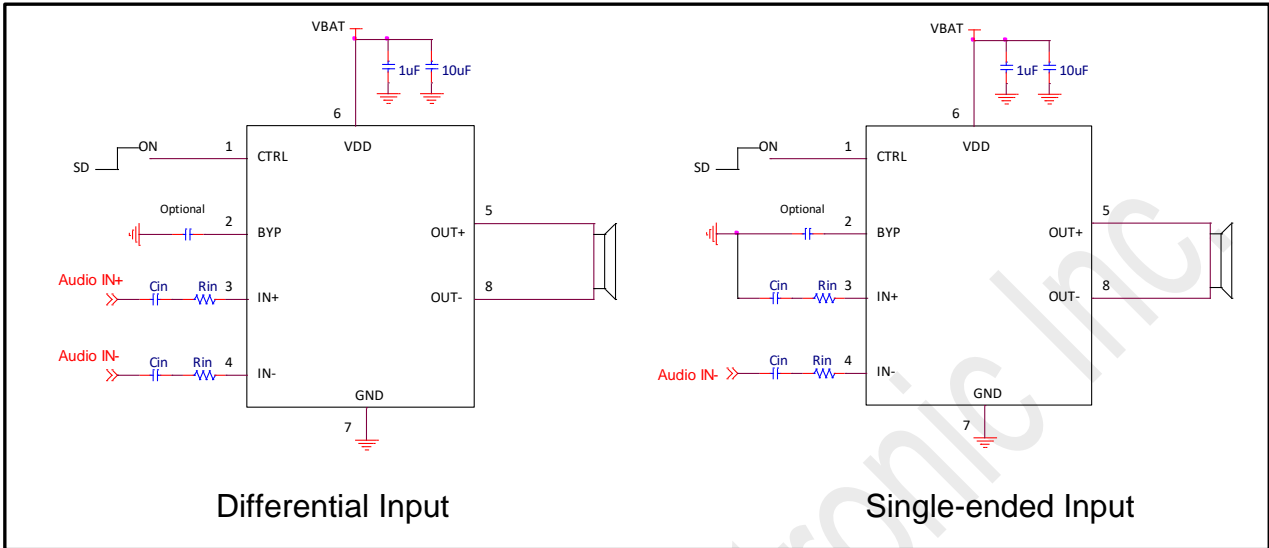 VBAT
1uF 10uF
6
VDD
SD ON 1 CTRL
Optional
2 BYP
5
OUT+
Audio IN+
Cin Rin 3 IN+
8
OUT-
Audio IN-
Cin Rin 4 IN-
GND
7
Differential Input
VBAT
1uF 10uF
6
VDD
SD ON 1 CTRL
Optional
2 BYP
5
OUT+
Cin Rin 3 IN+
8
OUT-
Audio IN- Cin Rin 4 IN-
GND
7
Single-ended Input
tronic Inc.